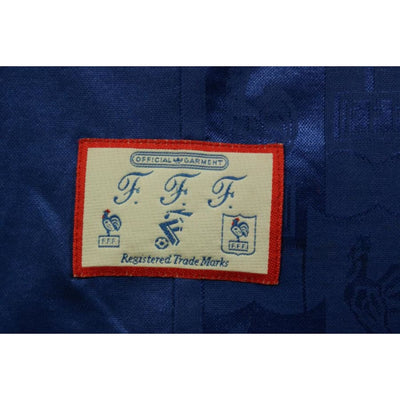 OFFICIAL GARMENT
F. F. F.
F.F.F. F.F.F.
Registered Trade Marks